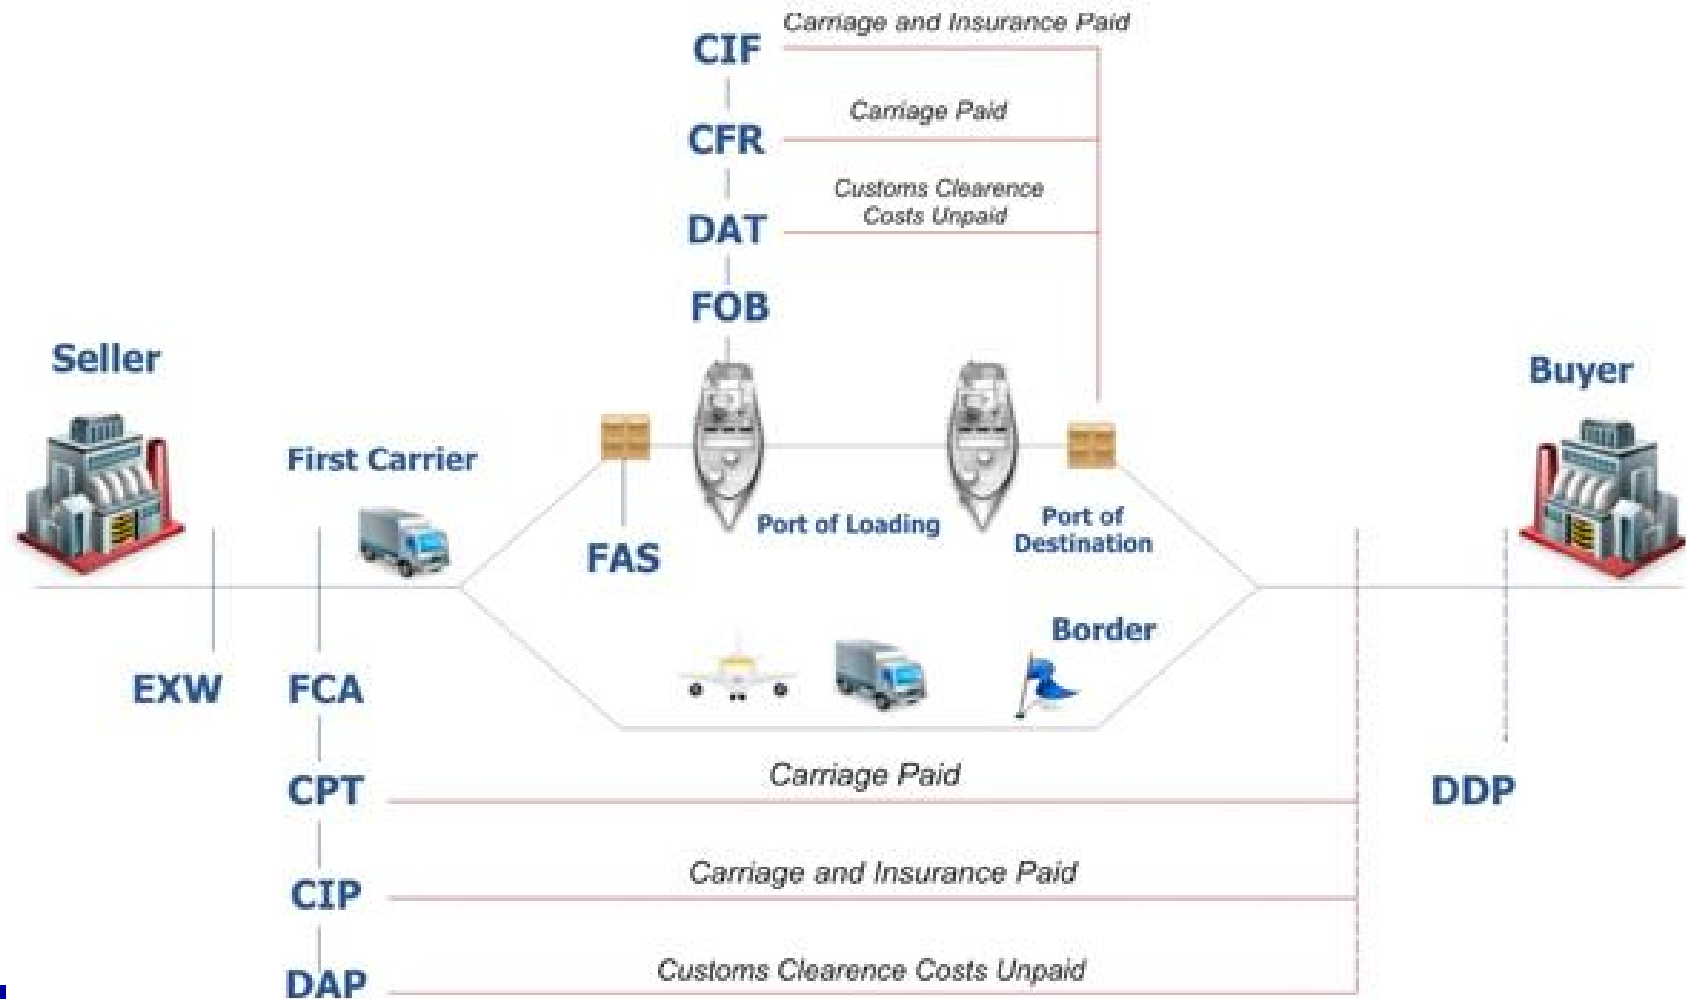 Carriage and Insurance Paid
CIF
Carriage Paid
CFR
Customs Clearence
Costs Unpaid
DAT
FOB
Seller
Buyer
First Carrier
Port of Loading
Port of
Destination
FAS
Border
EXW
FCA
Carriage Paid
CPT
DDP
Carriage and Insurance Paid
CIP
Customs Clearence Costs Unpaid
DAP